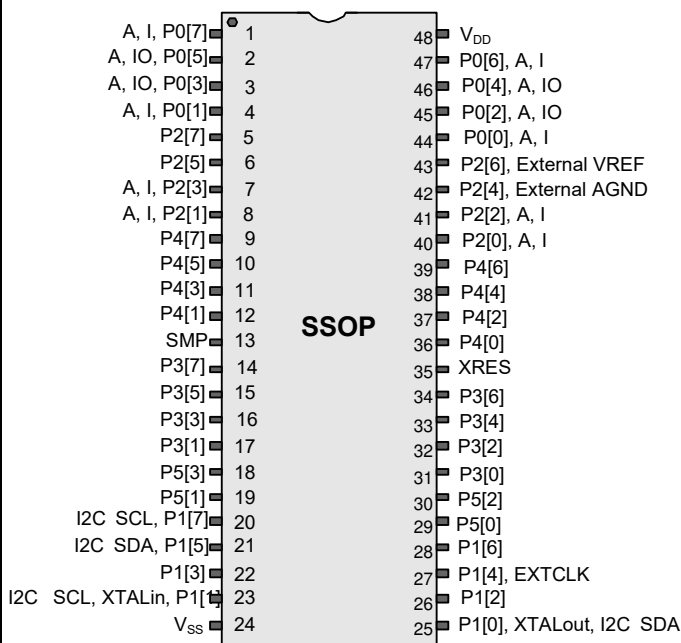 A, I, P0[7] 1
A, IO, P0[5] 2
A, IO, P0[3] 3
A, I, P0[1] 4
P2[7] 5
P2[5] 6
A, I, P2[3] 7
A, I, P2[1] 8
P4[7] 9
P4[5] 10
P4[3] 11
P4[1] 12
SMP 13
P3[7] 14
P3[5] 15
P3[3] 16
P3[1] 17
P5[3] 18
P5[1] 19
I2C SCL, P1[7] 20
I2C SDA, P1[5] 21
P1[3] 22
I2C SCL, XTALin, P1[1] 23
VSS 24
SSOP
48 VDD
47 P0[6], A, I
46 P0[4], A, IO
45 P0[2], A, IO
44 P0[0], A, I
43 P2[6], External VREF
42 P2[4], External AGND
41 P2[2], A, I
40 P2[0], A, I
39 P4[6]
38 P4[4]
37 P4[2]
36 P4[0]
35 XRES
34 P3[6]
33 P3[4]
32 P3[2]
31 P3[0]
30 P5[2]
29 P5[0]
28 P1[6]
27 P1[4], EXTCLK
26 P1[2]
25 P1[0], XTALout, I2C SDA